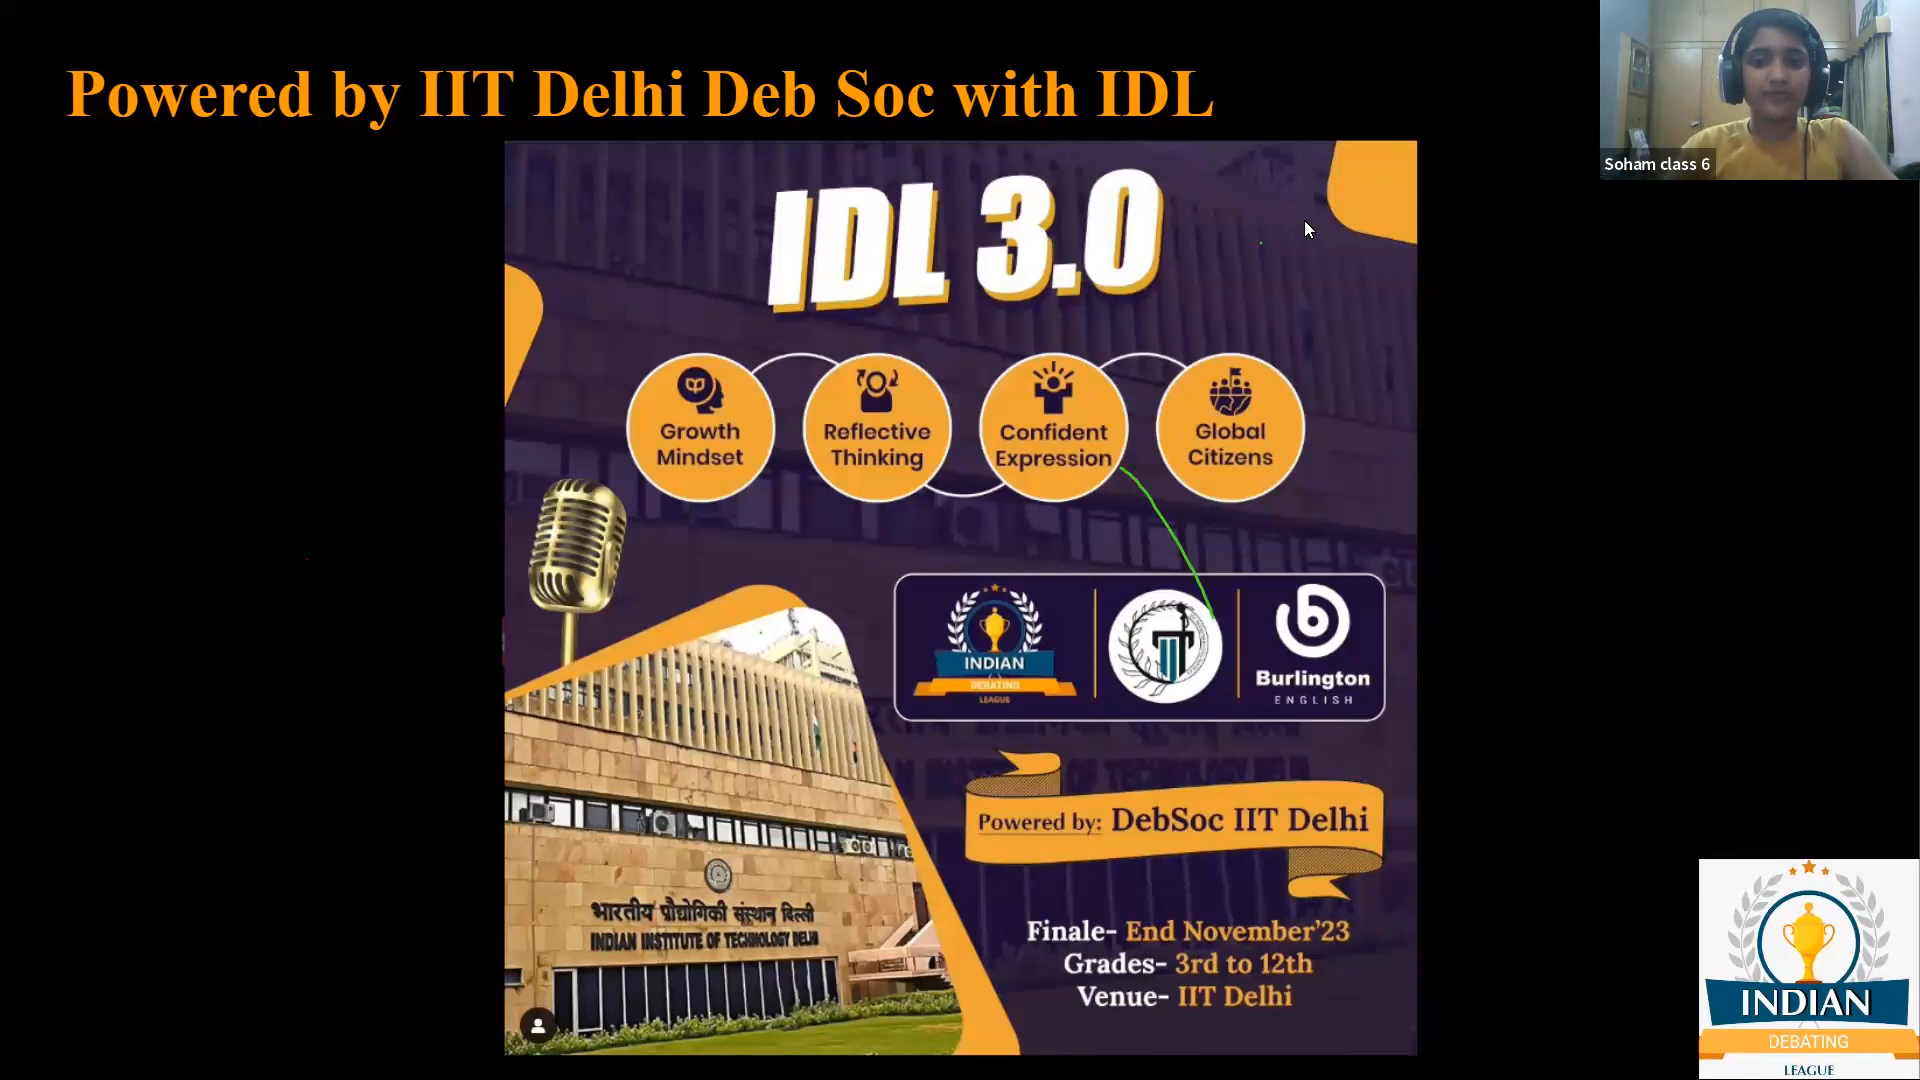 Powered by IIT Delhi Deb Soc with IDL
Soham class 6
IDL 3.0
Growth
Mindset
Reflective
Thinking
Confident
Expression
Global
Citizens
INDIAN
DEBATING
LEAGUE
Burlington
ENGLISH
Powered by: DebSoc IIT Delhi
भारतीय प्रौद्योगिकी संस्थान दिल्ली
INDIAN INSTITUTE OF TECHNOLOGY DELHI
Finale- End November'23
Grades- 3rd to 12th
Venue- IIT Delhi
INDIAN
DEBATING
LEAGUE